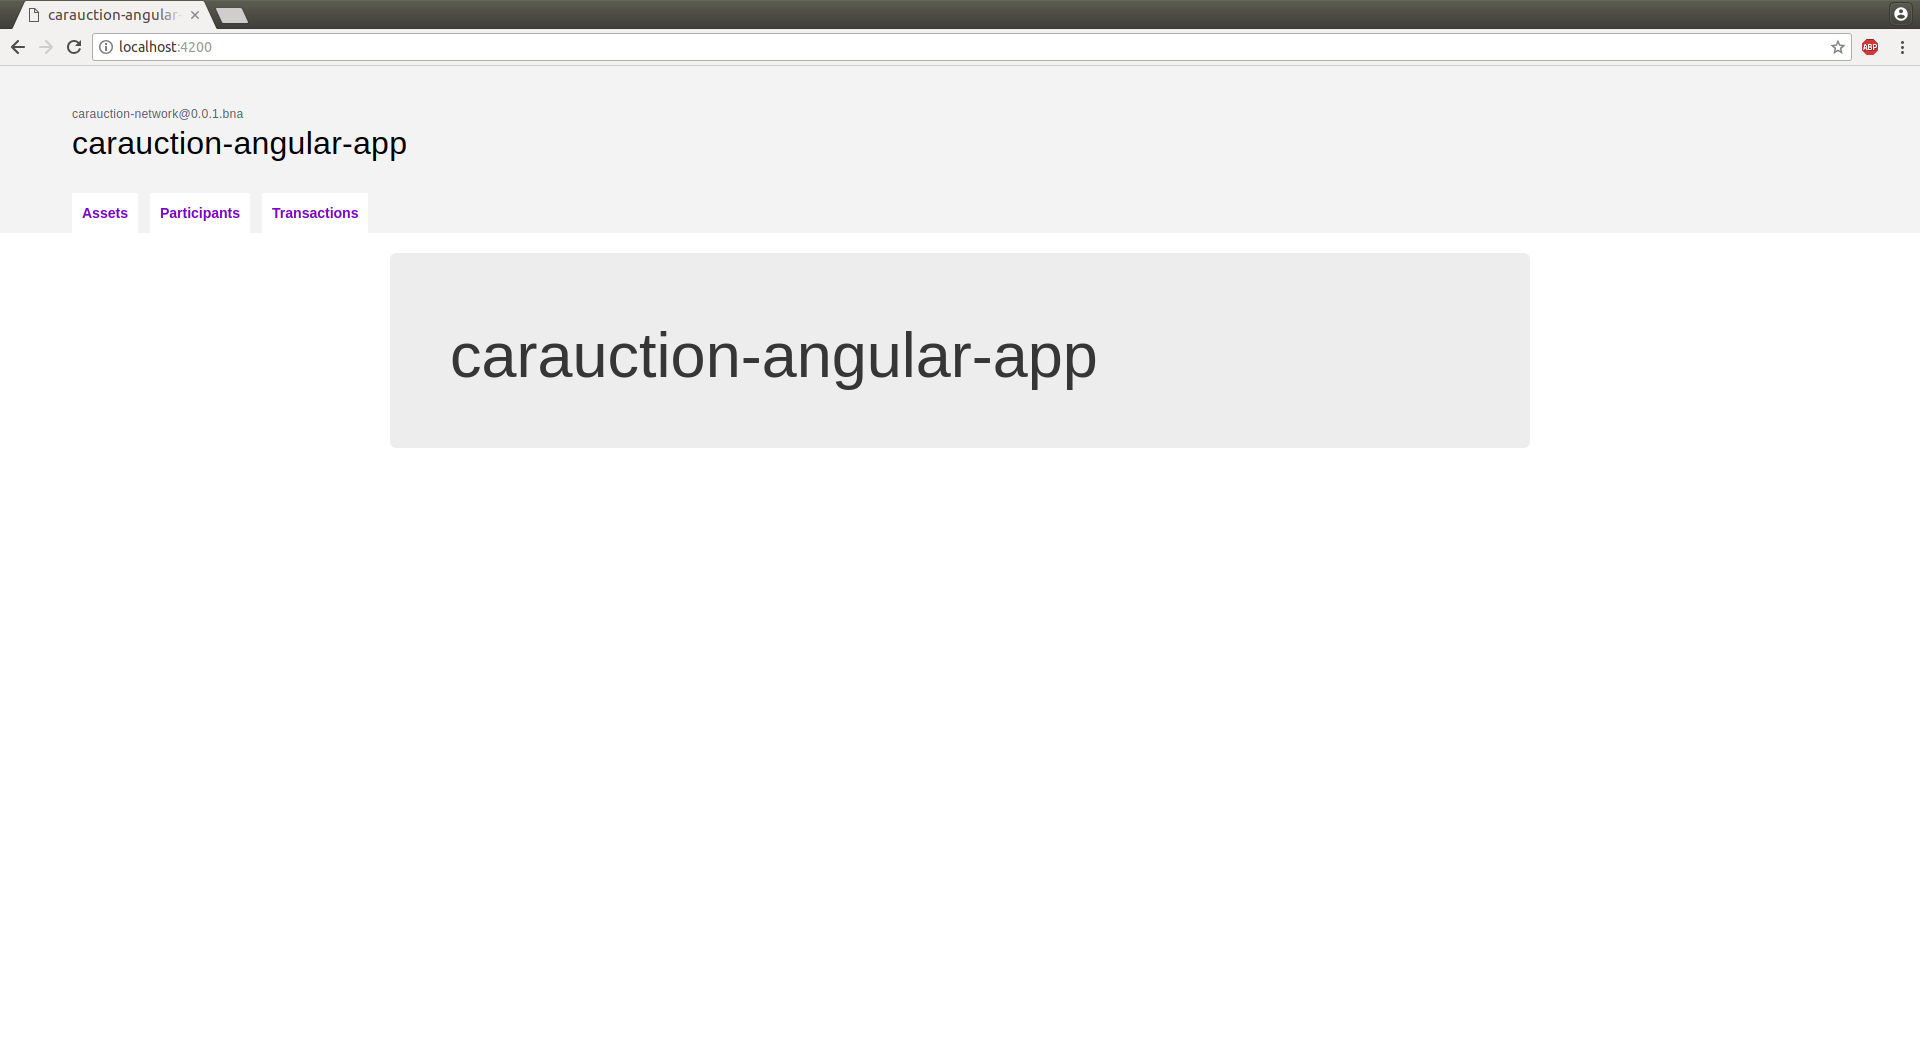 carauction-angular-
localhost:4200
ABP
carauction-network@0.0.1.bna
carauction-angular-app
Assets Participants Transactions
carauction-angular-app